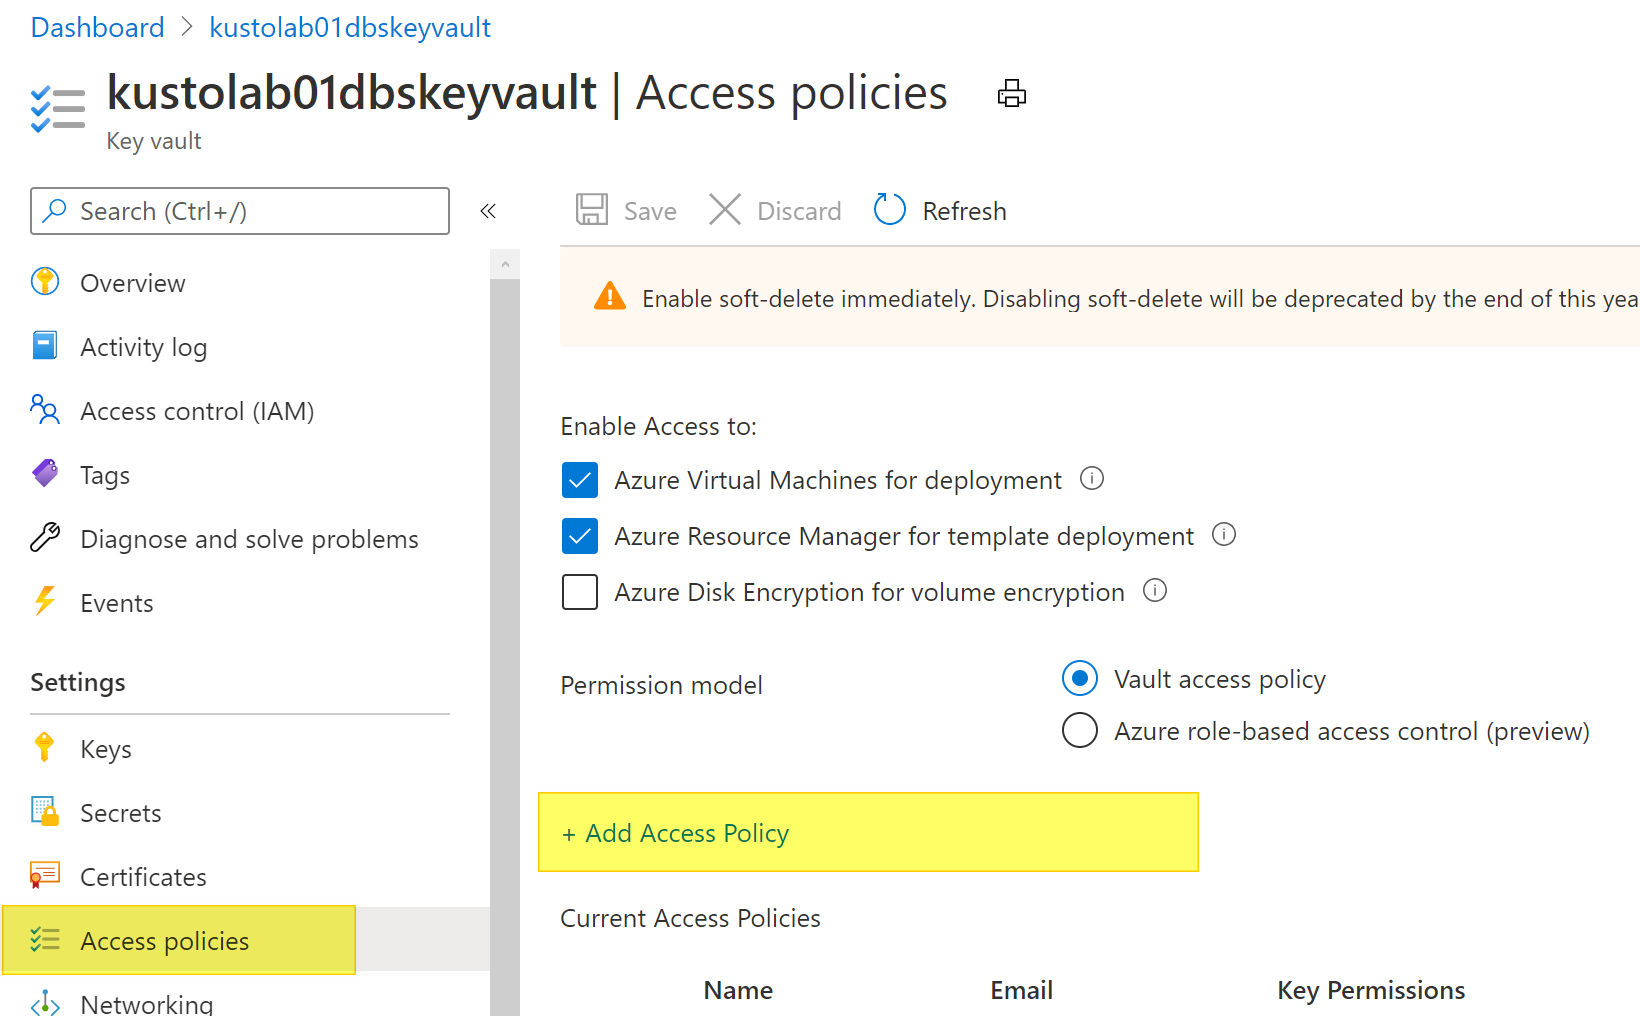 Dashboard > kustolab01dbskeyvault
kustolab01dbskeyvault | Access policies
Key vault
Search (Ctrl+/)
«
Overview
Activity log
Access control (IAM)
Tags
Diagnose and solve problems
Events
Settings
Keys
Secrets
Certificates
Access policies
Networking
Save
Discard
Refresh
Enable soft-delete immediately. Disabling soft-delete will be deprecated by the end of this yea
Enable Access to:
Azure Virtual Machines for deployment
Azure Resource Manager for template deployment
Azure Disk Encryption for volume encryption
Permission model
Vault access policy
Azure role-based access control (preview)
+ Add Access Policy
Current Access Policies
Name Email Key Permissions